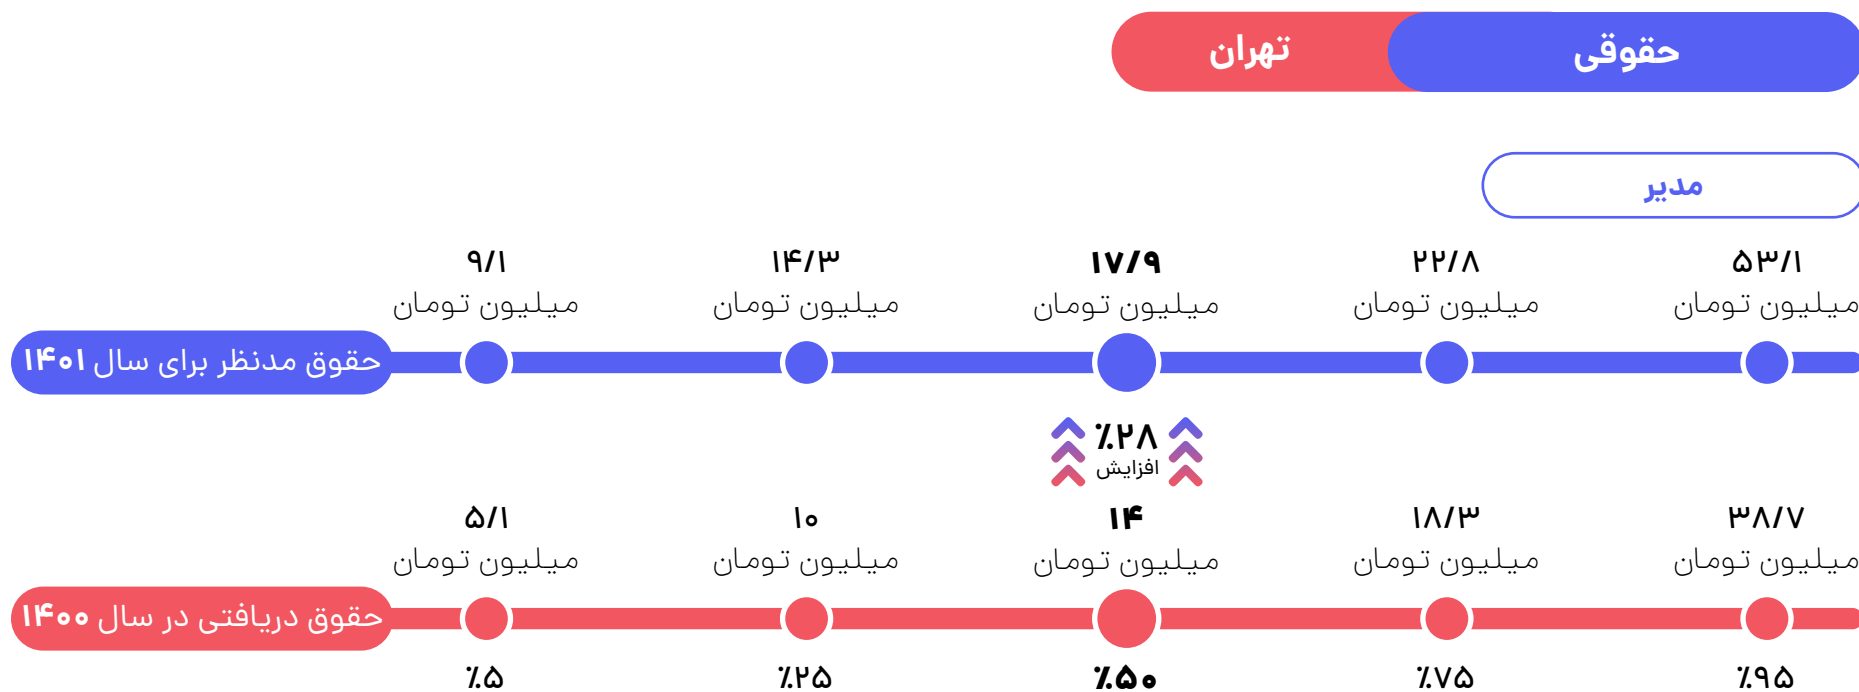 حقوقی
تهران
مدیر
۵۳/۱
میلیون تومان
۲۲/۸
میلیون تومان
۱۷/۹
میلیون تومان
۱۴/۳
میلیون تومان
۹/۱
میلیون تومان
حقوق مدنظر برای سال ۱۴۰۱
٪۲۸
افزایش
۳۸/۷
میلیون تومان
۱۸/۳
میلیون تومان
۱۴
میلیون تومان
۱۰
میلیون تومان
۵/۱
میلیون تومان
حقوق دریافتی در سال ۱۴۰۰
٪۹۵
٪۷۵
٪۵۰
٪۲۵
٪۵